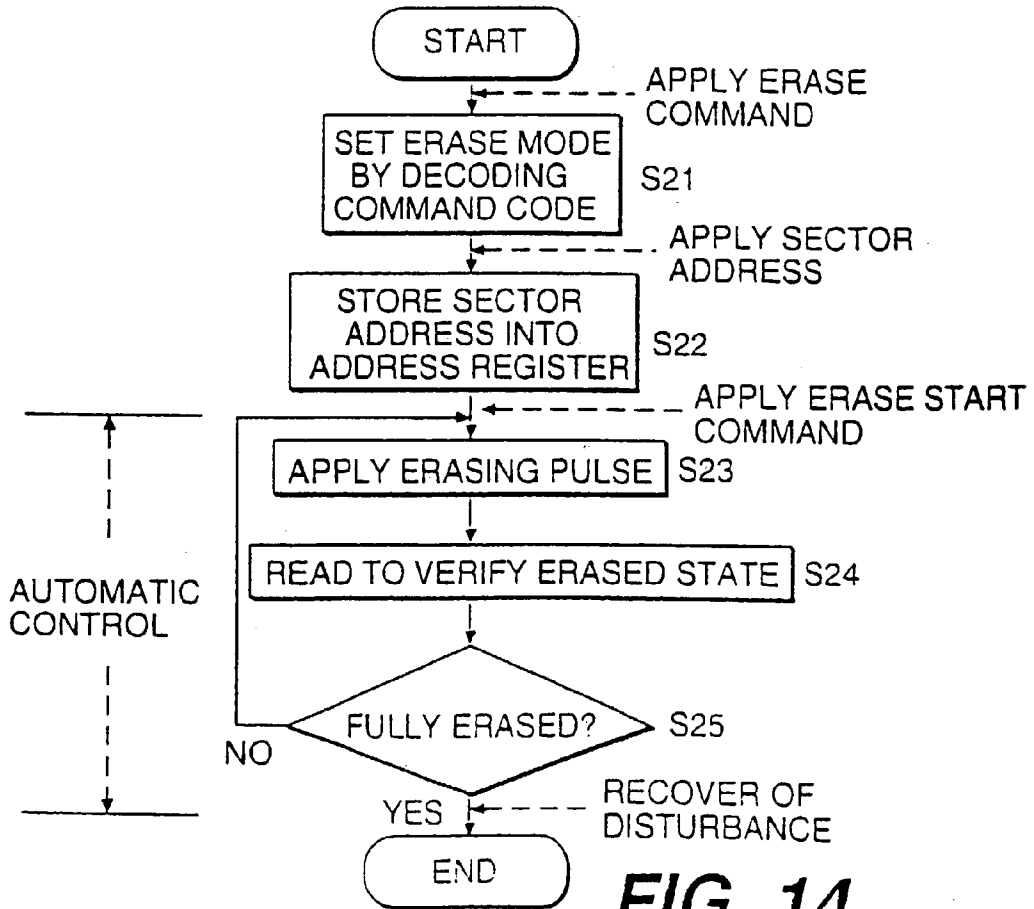 START
APPLY ERASE
COMMAND
SET ERASE MODE
BY DECODING
COMMAND CODE
S21
APPLY SECTOR
ADDRESS
STORE SECTOR
ADDRESS INTO
ADDRESS REGISTER
S22
APPLY ERASE START
COMMAND
APPLY ERASING PULSE
S23
READ TO VERIFY ERASED STATE
S24
AUTOMATIC
CONTROL
FULLY ERASED?
S25
NO
YES
RECOVER OF
DISTURBANCE
END
FIG. 14